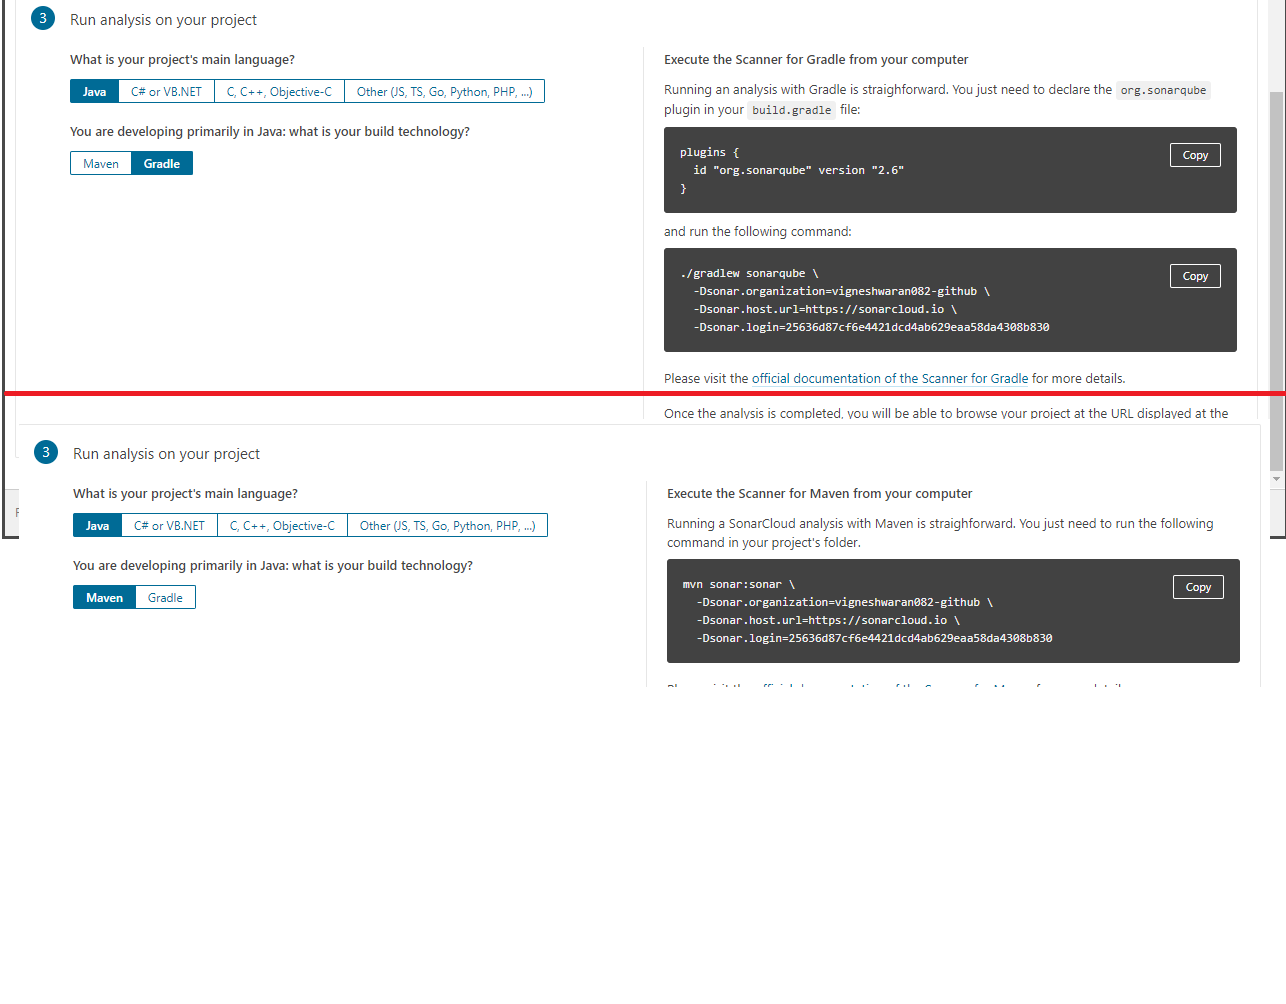 3 Run analysis on your project
What is your project's main language?
Java C# or VB.NET C, C++, Objective-C Other (JS, TS, Go, Python, PHP, ...)
You are developing primarily in Java: what is your build technology?
Maven Gradle
Execute the Scanner for Gradle from your computer
Running an analysis with Gradle is straighforward. You just need to declare the org.sonarqube
plugin in your build.gradle file:
Copy
plugins {
id "org.sonarqube" version "2.6"
}
and run the following command:
Copy
./gradlew sonarqube \
-Dsonar.organization=vigneshwaran082-github \
-Dsonar.host.url=https://sonarcloud.io \
-Dsonar.login=25636d87cf6e4421dcd4ab629eaa58da4308b830
Please visit the official documentation of the Scanner for Gradle for more details.
Once the analysis is completed, you will be able to browse your project at the URL displayed at the
3 Run analysis on your project
What is your project's main language?
Java C# or VB.NET C, C++, Objective-C Other (JS, TS, Go, Python, PHP, ...)
You are developing primarily in Java: what is your build technology?
Maven Gradle
Execute the Scanner for Maven from your computer
Running a SonarCloud analysis with Maven is straighforward. You just need to run the following
command in your project's folder.
Copy
mvn sonar:sonar \
-Dsonar.organization=vigneshwaran082-github \
-Dsonar.host.url=https://sonarcloud.io \
-Dsonar.login=25636d87cf6e4421dcd4ab629eaa58da4308b830